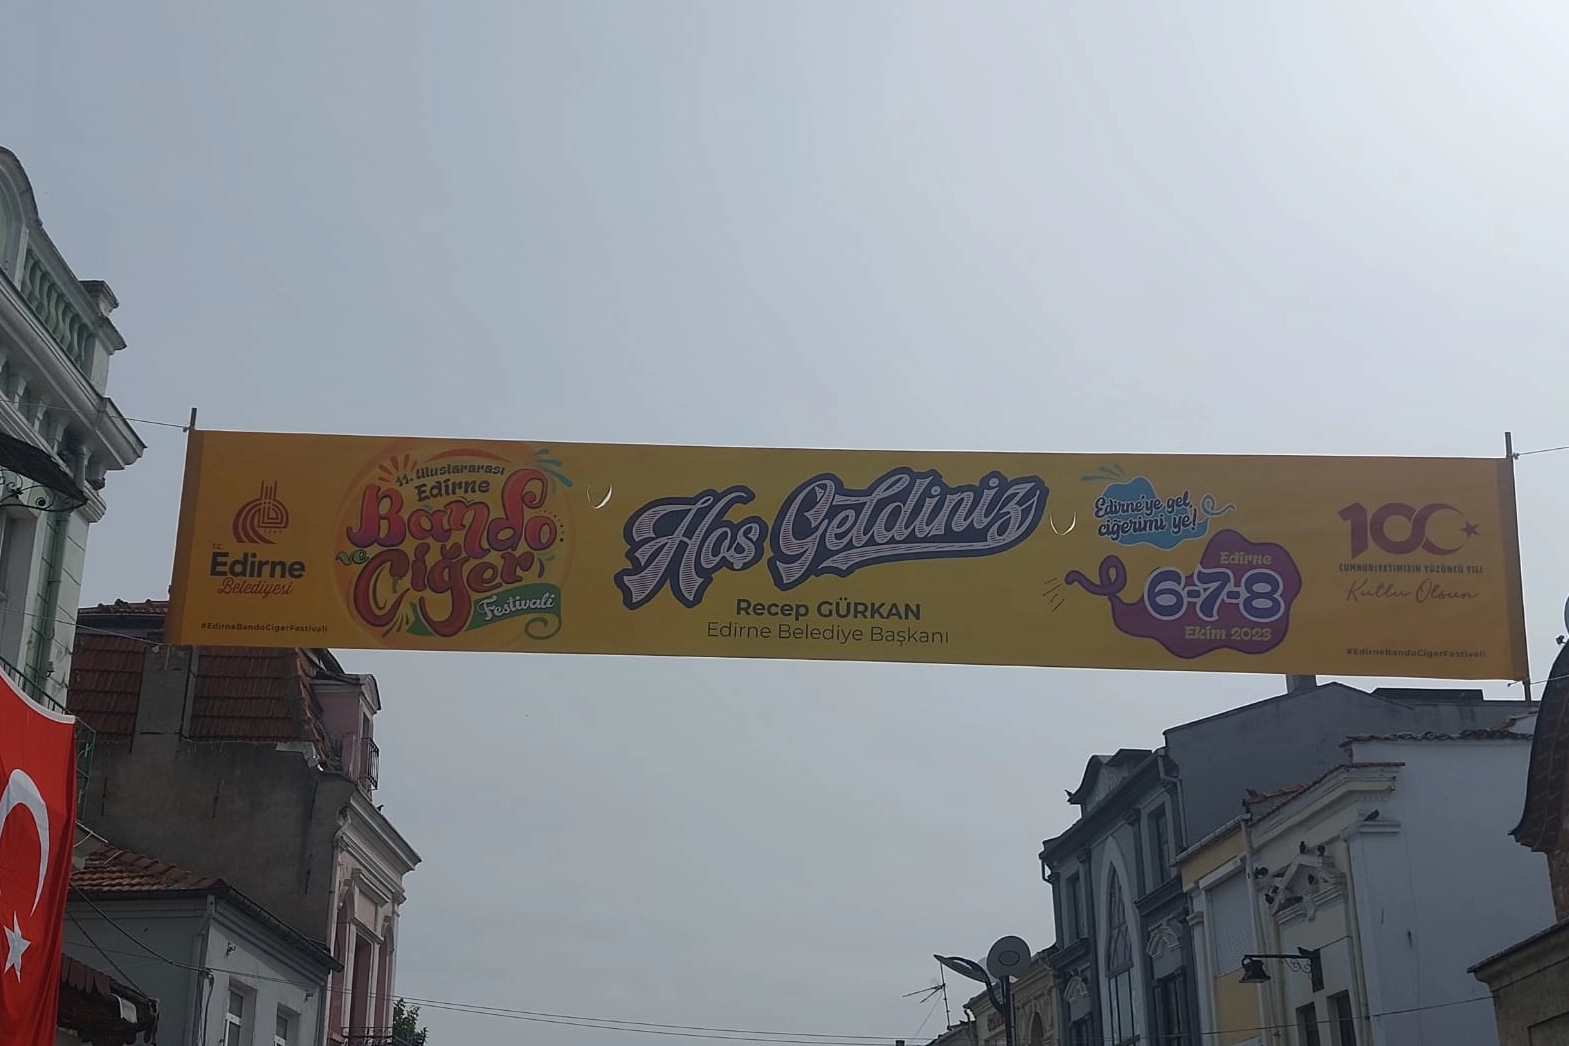 T.C.
Edirne
Belediyesi
#EdirneBandoCigerFestivali
11. Uluslararası
Edirne
Bando
ve
Ciğer
Festivali
Hoş Geldiniz
Recep GÜRKAN
Edirne Belediye Başkanı
Edirne'ye gel,
ciğerimi ye!
Edirne
6-7-8
Ekim 2023
100
CUMHURİYETİMİZİN YÜZÜNCÜ YILI
Kutlu Olsun
#EdirneBandoCigerFestivali